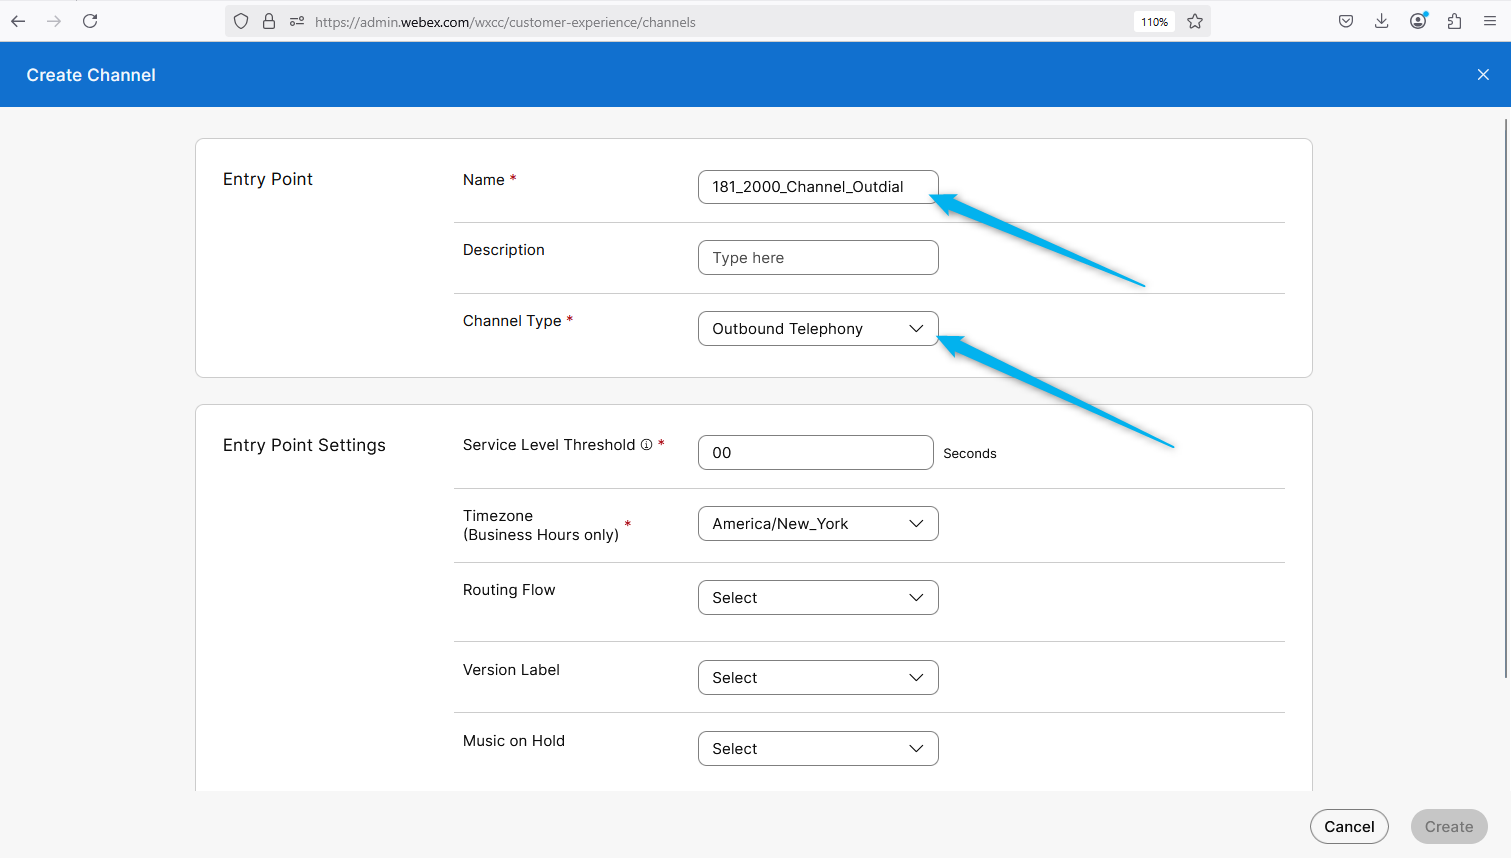 https://admin.webex.com/wxcc/customer-experience/channels
110%
Create Channel
Entry Point
Name *
181_2000_Channel_Outdial
Description
Type here
Channel Type *
Outbound Telephony
Entry Point Settings
Service Level Threshold ⓘ *
00
Seconds
Timezone
(Business Hours only) *
America/New_York
Routing Flow
Select
Version Label
Select
Music on Hold
Select
Cancel
Create